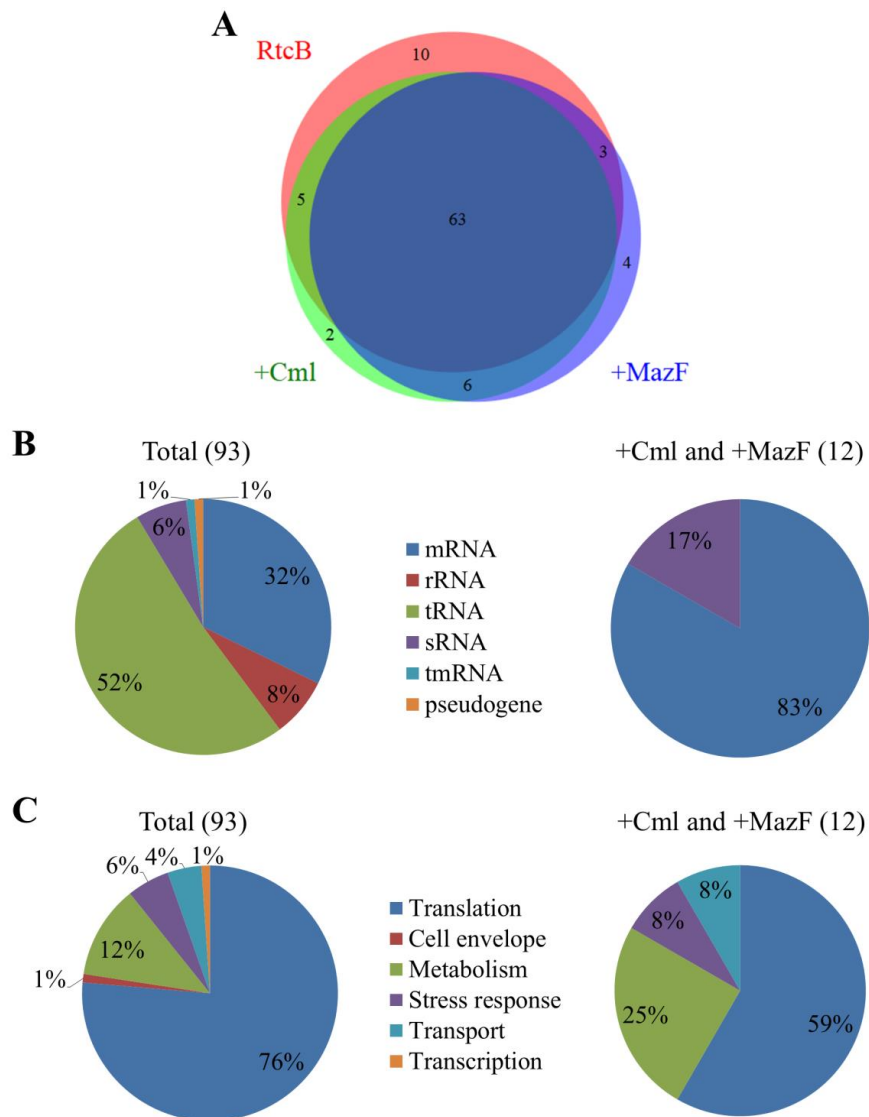 A
RtcB
10
3
5
63
4
2
6
+Cml
+MazF
B
Total (93)
+Cml and +MazF (12)
1%
1%
6%
32%
52%
8%
mRNA
rRNA
tRNA
sRNA
tmRNA
pseudogene
17%
83%
C
Total (93)
+Cml and +MazF (12)
6%
4%
1%
12%
1%
76%
Translation
Cell envelope
Metabolism
Stress response
Transport
Transcription
8%
8%
25%
59%